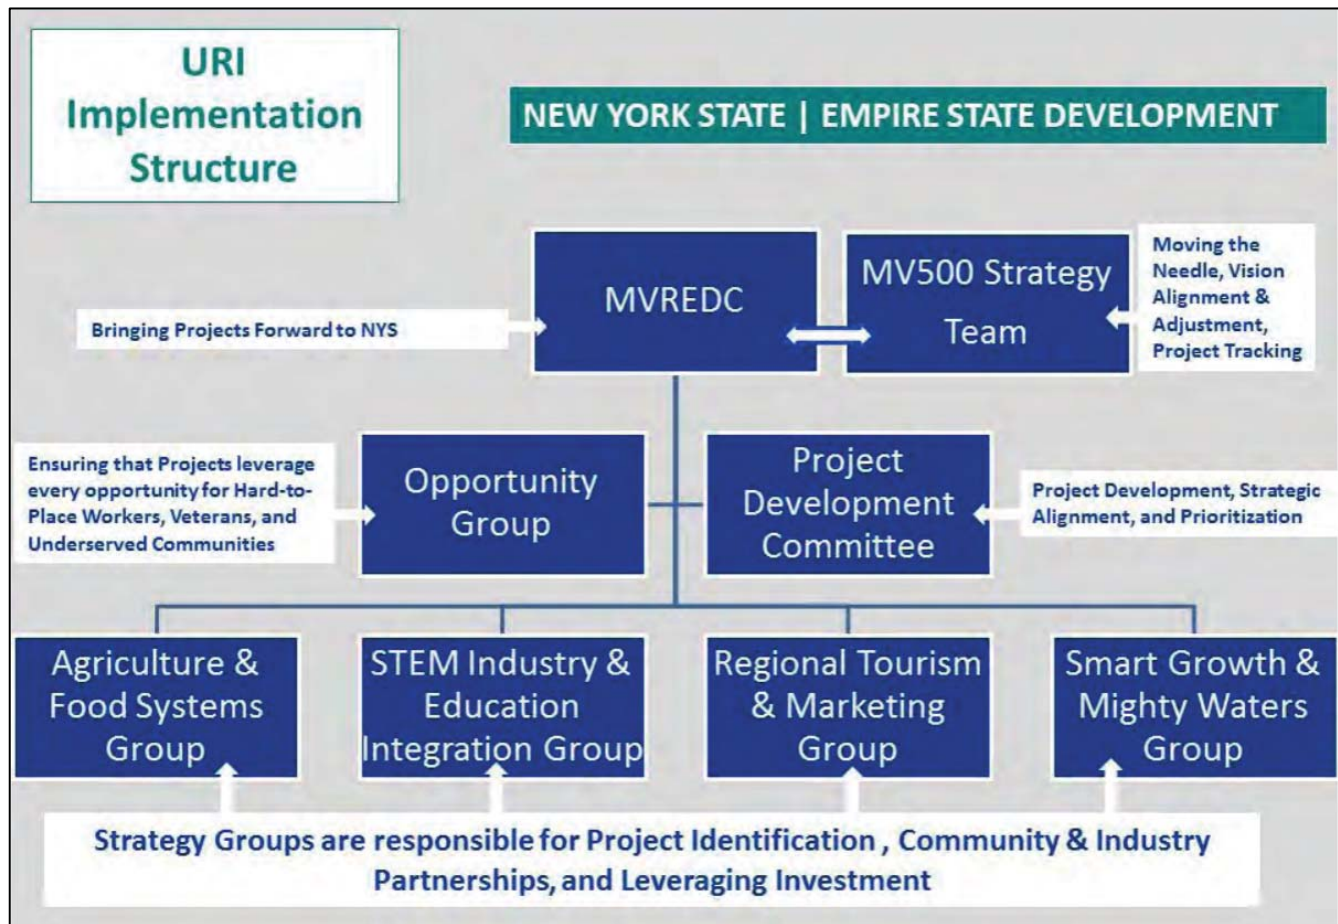 URI
Implementation
Structure
NEW YORK STATE | EMPIRE STATE DEVELOPMENT
MVREDC
MV500 Strategy
Team
Moving the
Needle, Vision
Alignment &
Adjustment,
Project Tracking
Bringing Projects Forward to NYS
Ensuring that Projects leverage
every opportunity for Hard-to-
Place Workers, Veterans, and
Underserved Communities
Opportunity
Group
Project
Development
Committee
Project Development, Strategic
Alignment, and Prioritization
Agriculture &
Food Systems
Group
STEM Industry &
Education
Integration Group
Regional Tourism
& Marketing
Group
Smart Growth &
Mighty Waters
Group
Strategy Groups are responsible for Project Identification , Community & Industry
Partnerships, and Leveraging Investment